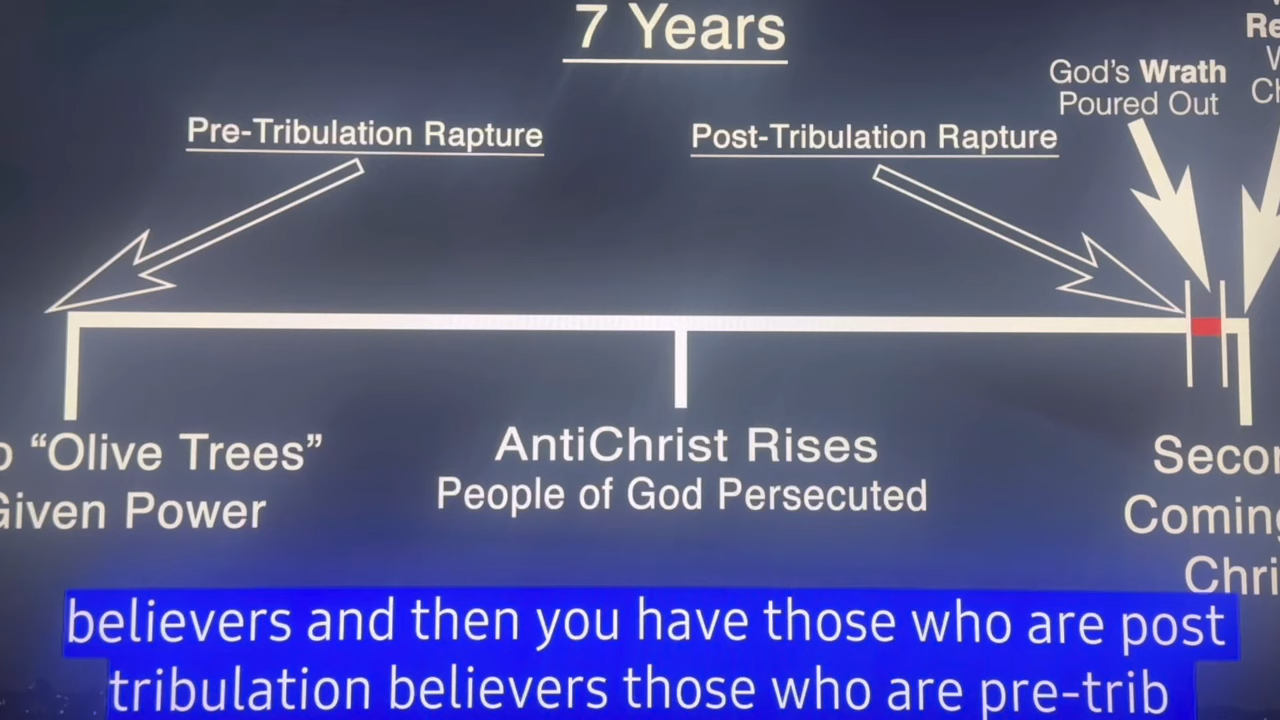 7 Years
God's Wrath
Poured Out
Pre-Tribulation Rapture
Post-Tribulation Rapture
"Olive Trees"
Given Power
AntiChrist Rises
People of God Persecuted
believers and then you have those who are post
tribulation believers those who are pre-trib